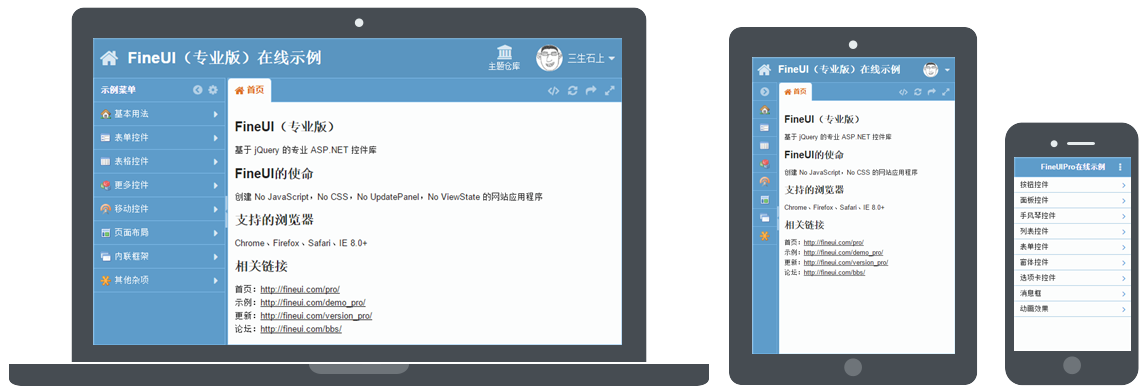 FineUI（专业版）在线示例
主题仓库
三生石上
示例菜单
首页
基本用法
表单控件
表格控件
更多控件
移动控件
页面布局
内联框架
其他杂项
FineUI（专业版）
基于 jQuery 的专业 ASP.NET 控件库
FineUI的使命
创建 No JavaScript，No CSS，No UpdatePanel，No ViewState 的网站应用程序
支持的浏览器
Chrome、Firefox、Safari、IE 8.0+
相关链接
首页：http://fineui.com/pro/
示例：http://fineui.com/demo_pro/
更新：http://fineui.com/version_pro/
论坛：http://fineui.com/bbs/
FineUI（专业版）在线示例
首页
FineUI（专业版）
基于 jQuery 的专业 ASP.NET 控件库
FineUI的使命
创建 No JavaScript，No CSS，No UpdatePanel，No ViewState 的网站应用程序
支持的浏览器
Chrome、Firefox、Safari、IE 8.0+
相关链接
首页：http://fineui.com/pro/
示例：http://fineui.com/demo_pro/
更新：http://fineui.com/version_pro/
论坛：http://fineui.com/bbs/
FineUIPro在线示例
按钮控件
面板控件
手风琴控件
列表控件
表单控件
窗体控件
选项卡控件
消息框
动画效果